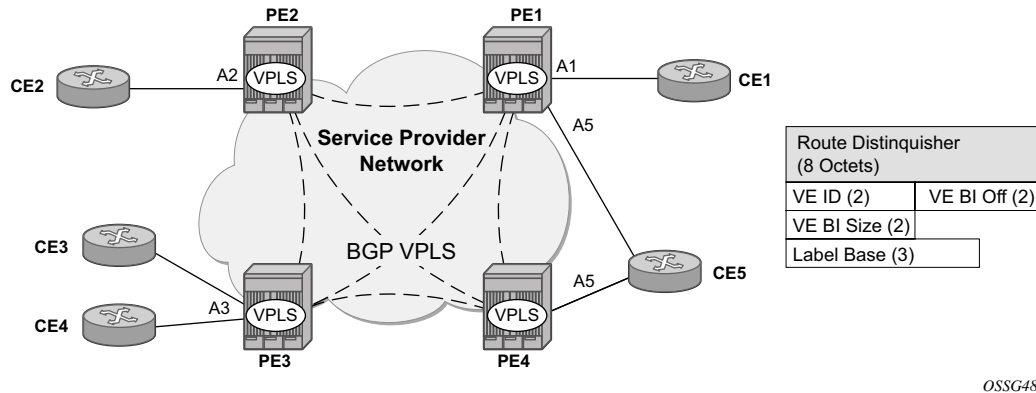 PE2
PE1
VPLS
VPLS
A2
A1
CE2
CE1
Service Provider
Network
A5
Route Distinquisher
(8 Octets)
VE ID (2)
VE BI Off (2)
VE BI Size (2)
Label Base (3)
CE3
BGP VPLS
A5
CE5
CE4
A3
VPLS
VPLS
PE3
PE4
OSSG48